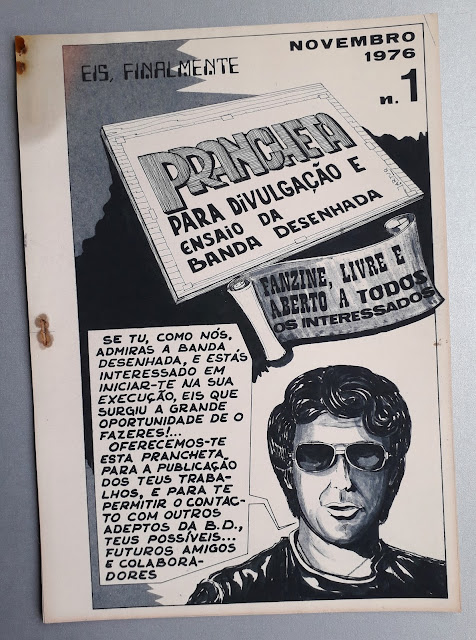 EIS, FINALMENTE
NOVEMBRO
1976
n. 1
PRANCHETA
PARA DIVULGAÇÃO E
ENSAIO DA
BANDA DESENHADA
FANZINE, LIVRE E
ABERTO A TODOS
OS INTERESSADOS
SE TU, COMO NÓS,
ADMIRAS A BANDA
DESENHADA, E ESTÁS
INTERESSADO EM
INICIAR-TE NA SUA
EXECUÇÃO, EIS QUE
SURGIU A GRANDE
OPORTUNIDADE DE O
FAZERES!...
OFERECEMOS-TE
ESTA PRANCHETA,
PARA A PUBLICAÇÃO
DOS TEUS TRABA-
LHOS, E PARA TE
PERMITIR O CONTAC-
TO COM OUTROS
ADEPTOS DA B.D.,
TEUS POSSÍVEIS...
FUTUROS AMIGOS
E COLABORA-
DORES